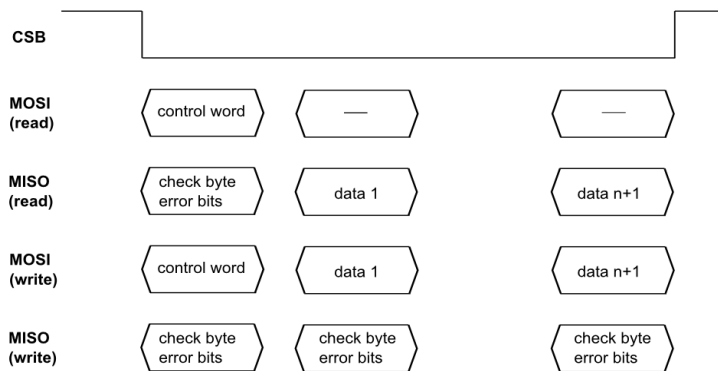 CSB
MOSI
(read)
control word
—
—
MISO
(read)
check byte
error bits
data 1
data n+1
MOSI
(write)
control word
data 1
data n+1
MISO
(write)
check byte
error bits
check byte
error bits
check byte
error bits